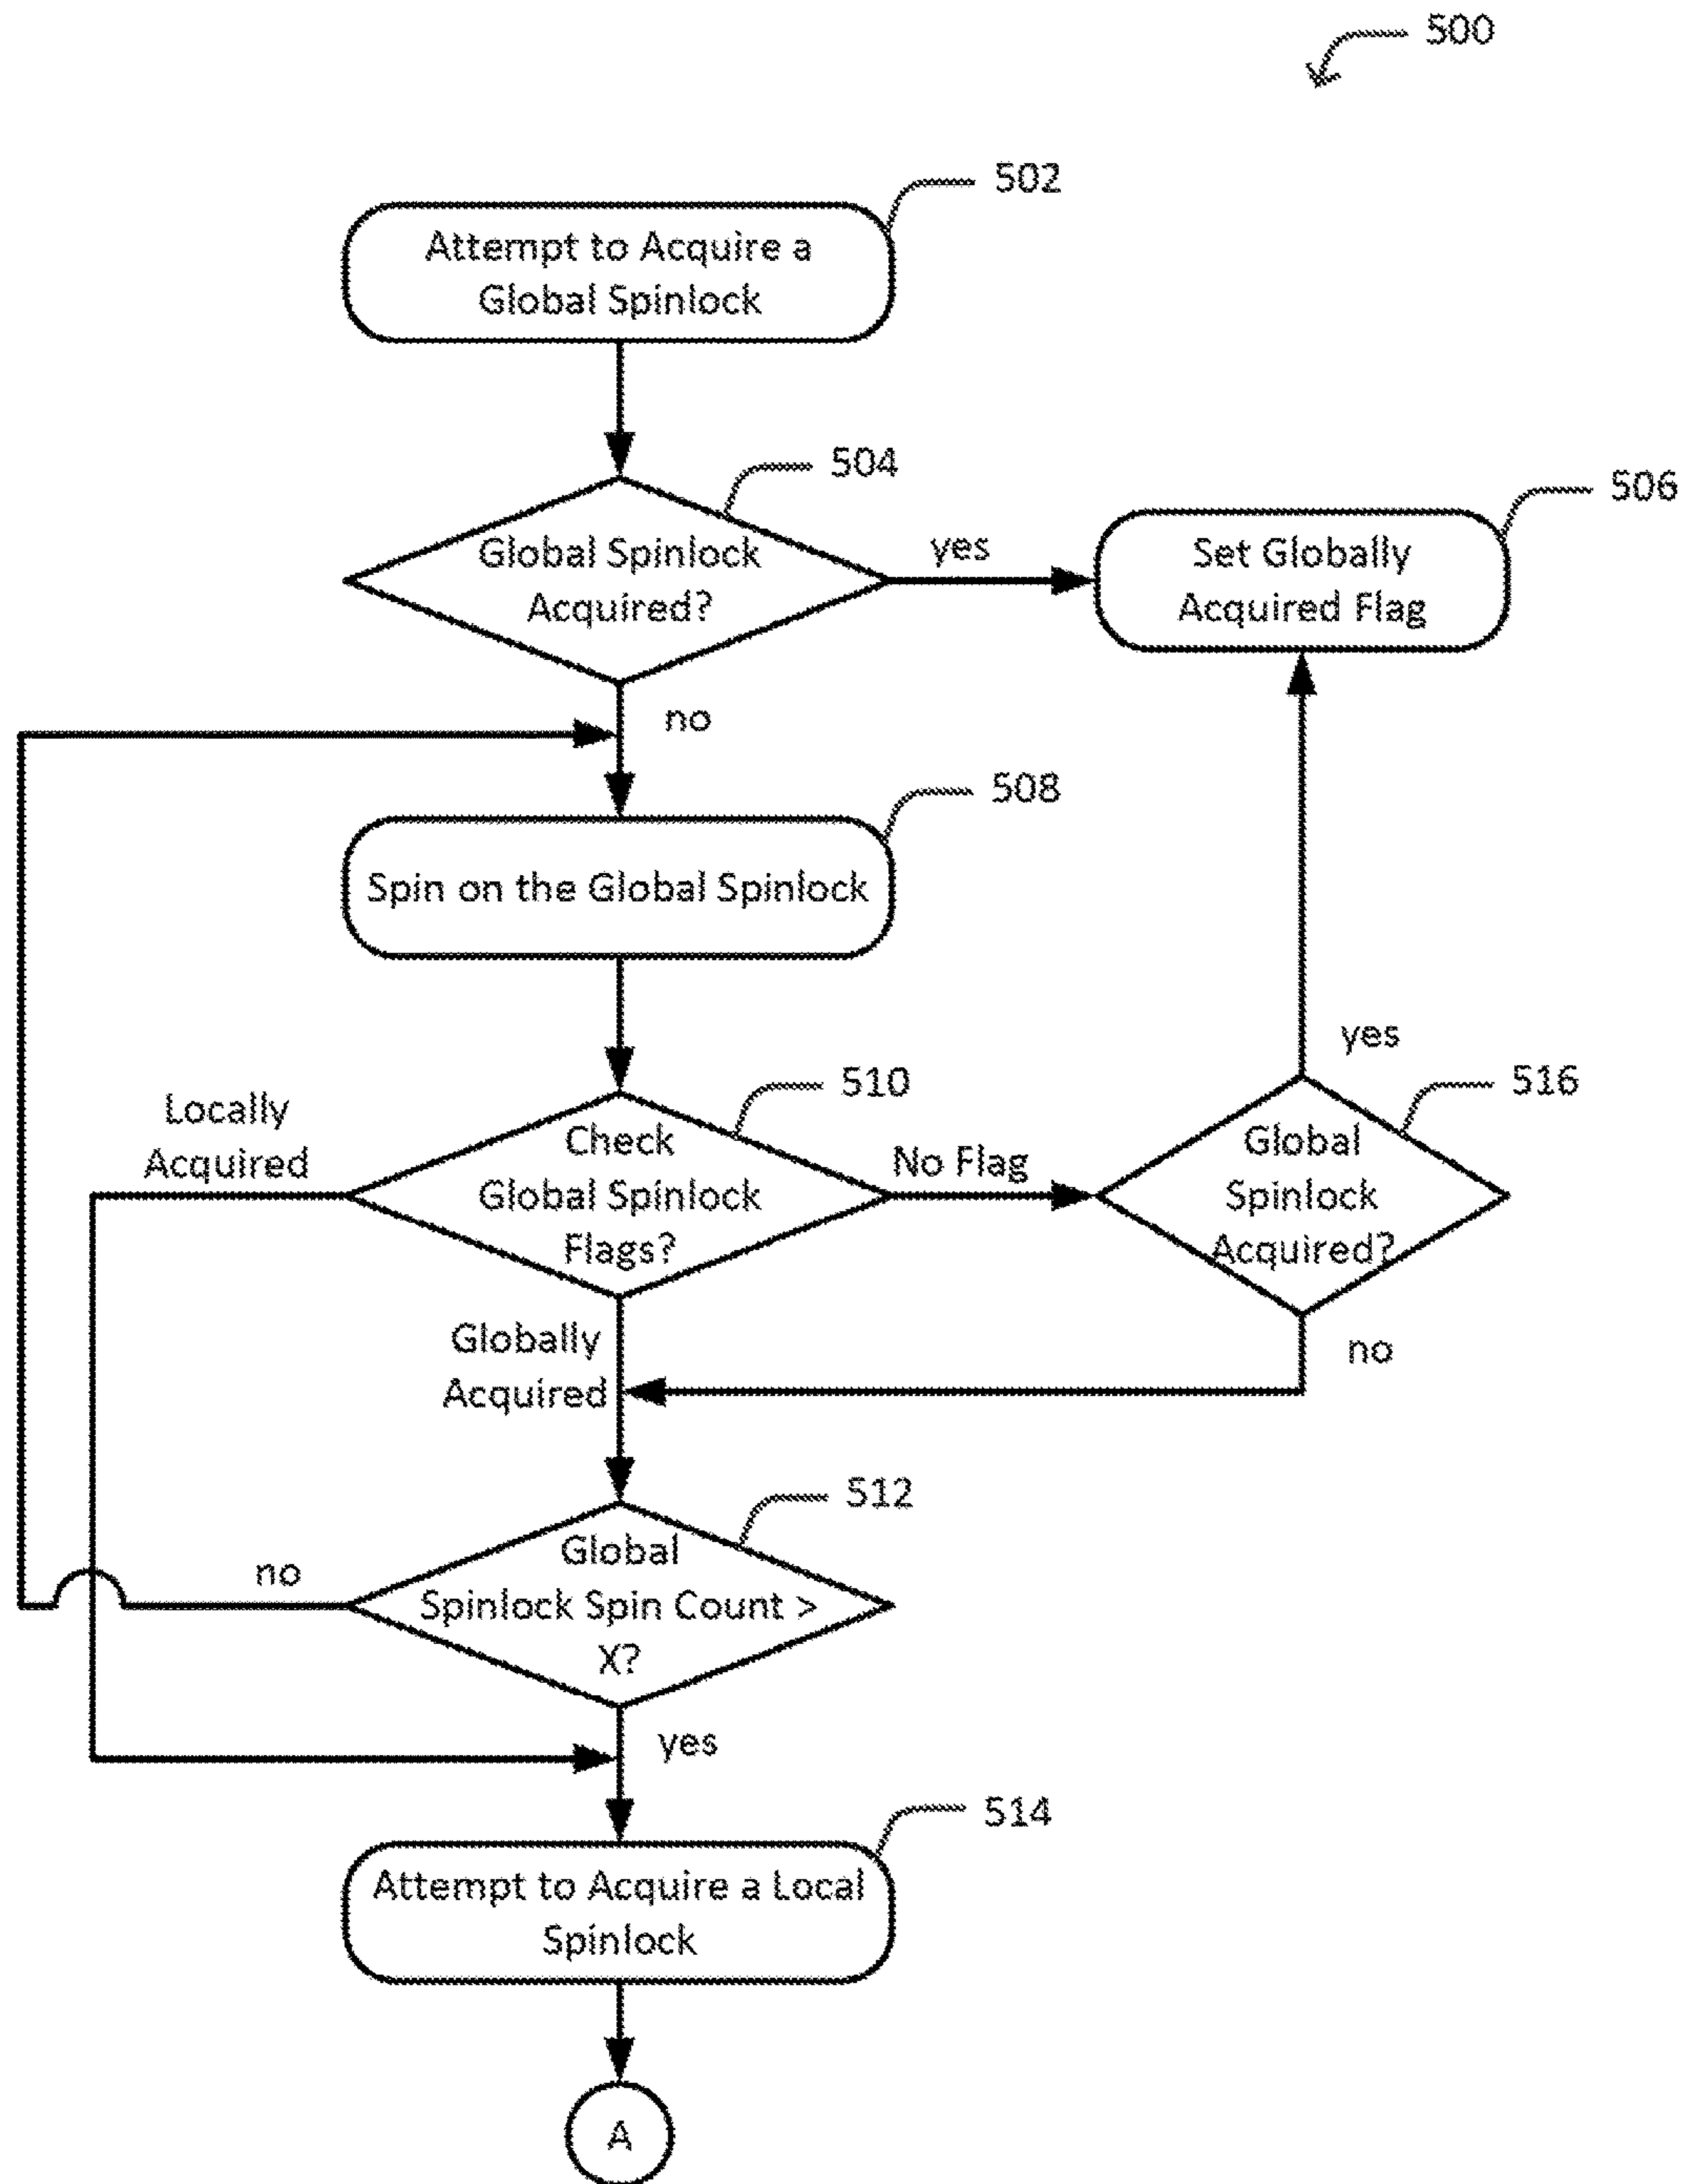 500
502
Attempt to Acquire a
Global Spinlock
504
506
Global Spinlock
Acquired?
yes
Set Globally
Acquired Flag
no
508
Spin on the Global Spinlock
yes
510
516
Locally
Acquired
Check
Global Spinlock
Flags?
No Flag
Global
Spinlock
Acquired?
Globally
Acquired
no
512
no
Global
Spinlock Spin Count >
X?
yes
514
Attempt to Acquire a Local
Spinlock
A